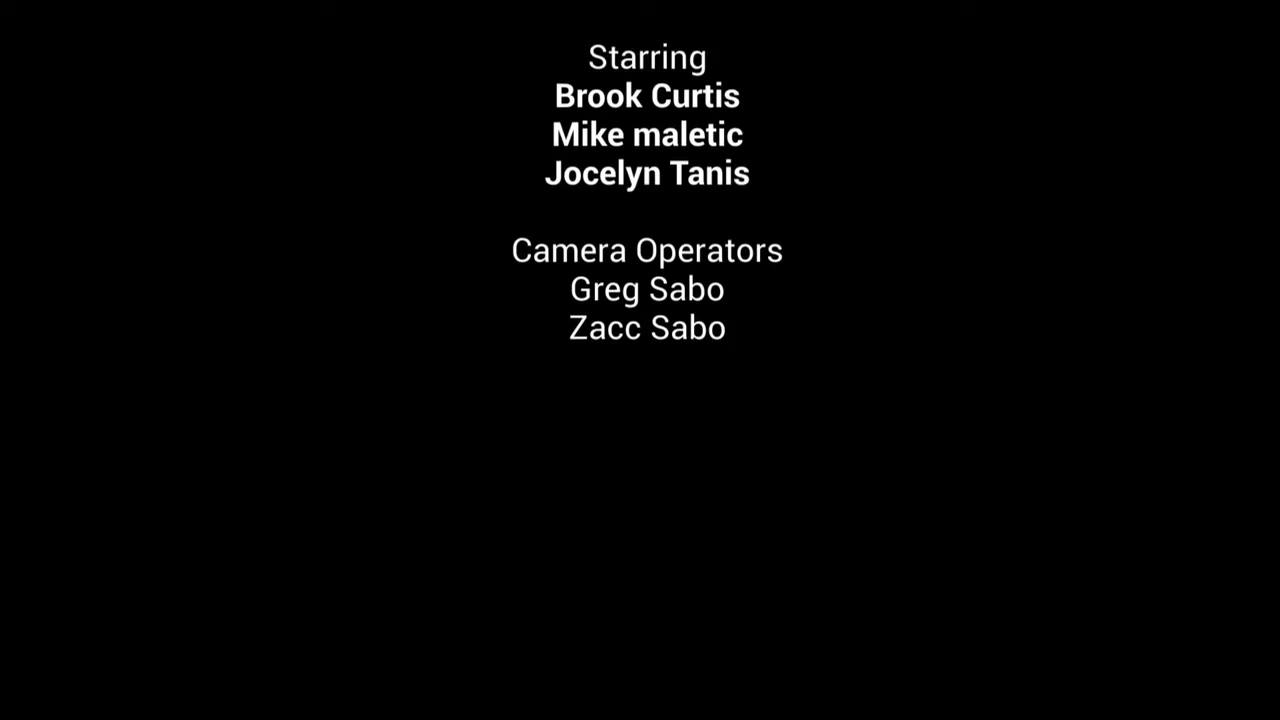 Starring
Brook Curtis
Mike maletic
Jocelyn Tanis
Camera Operators
Greg Sabo
Zacc Sabo